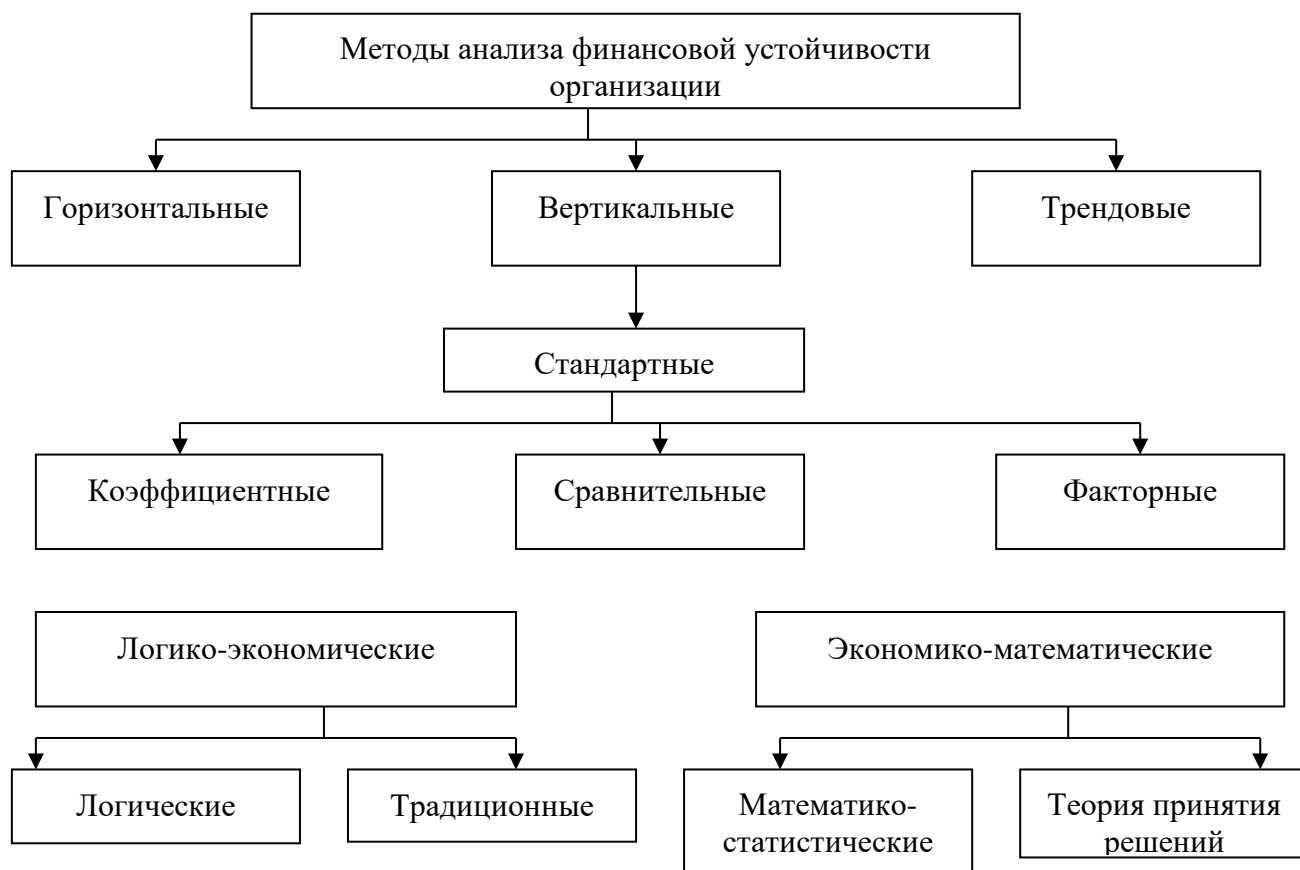 Методы анализа финансовой устойчивости
организации
Горизонтальные
Вертикальные
Трендовые
Стандартные
Коэффициентные
Сравнительные
Факторные
Логико-экономические
Экономико-математические
Логические
Традиционные
Математико-
статистические
Теория принятия
решений